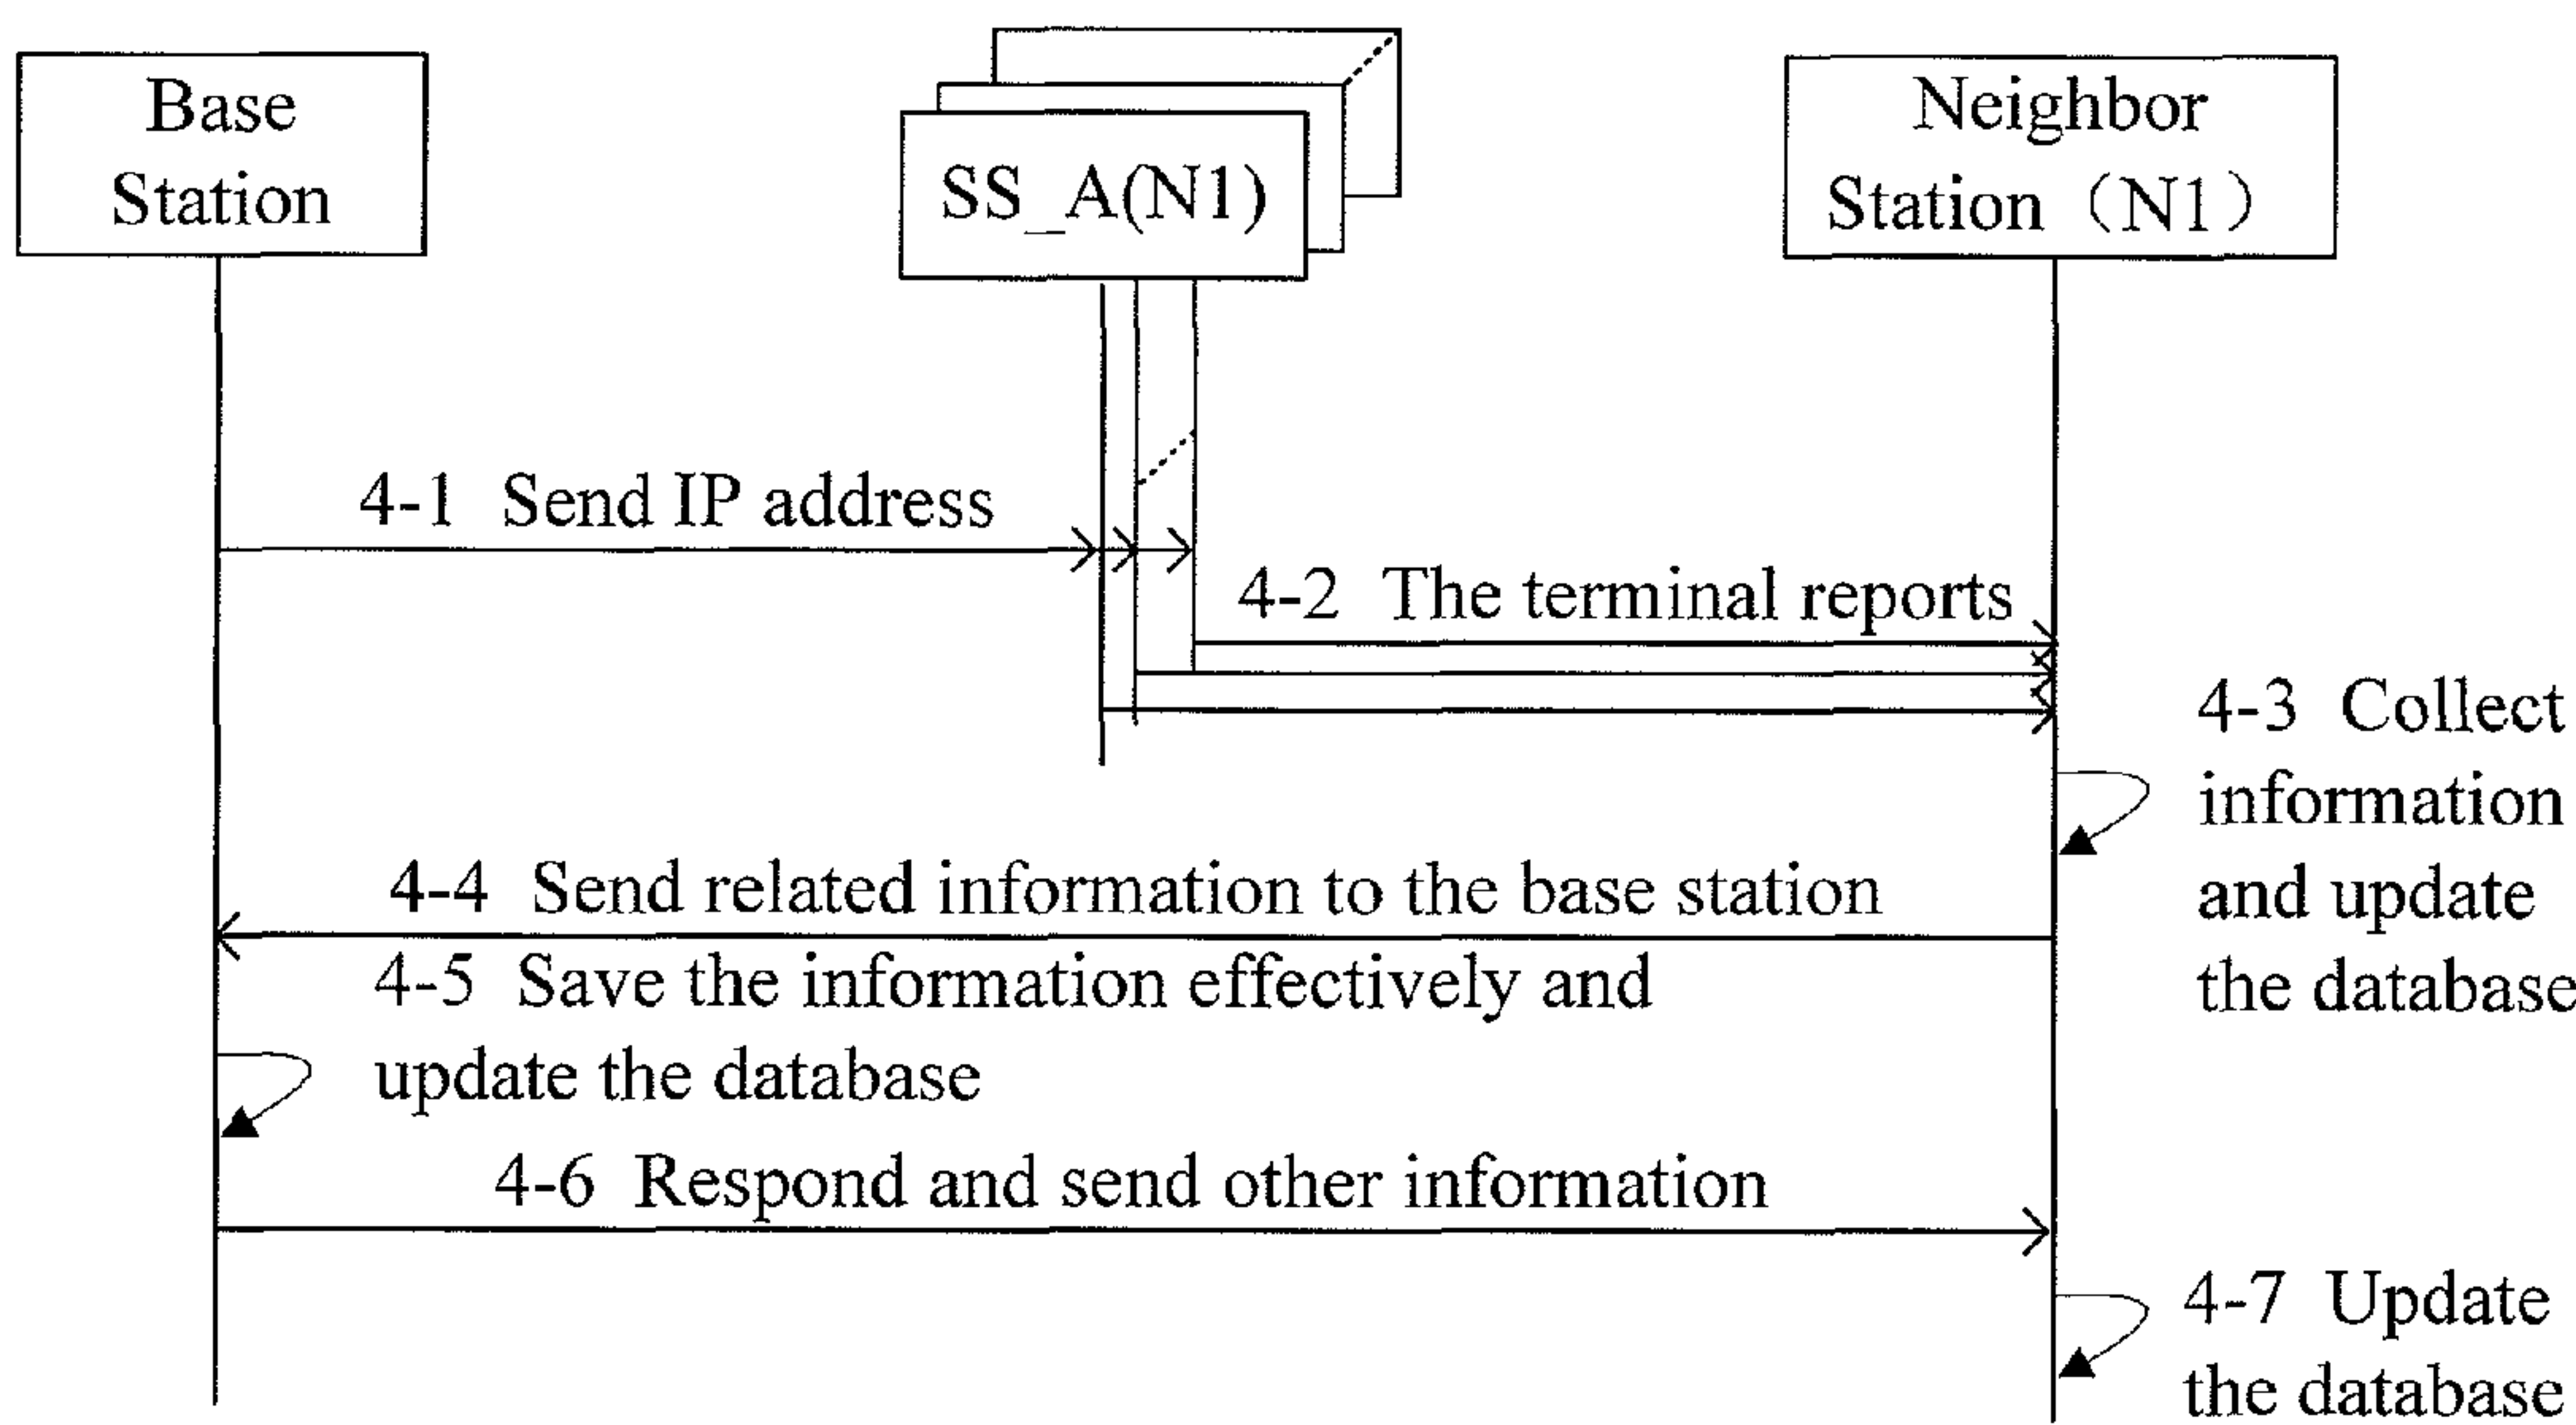 Base
Station
SS_A(N1)
Neighbor
Station（N1）
4-1 Send IP address
4-2 The terminal reports
4-3 Collect
information
and update
the database
4-4 Send related information to the base station
4-5 Save the information effectively and
update the database
4-6 Respond and send other information
4-7 Update
the database